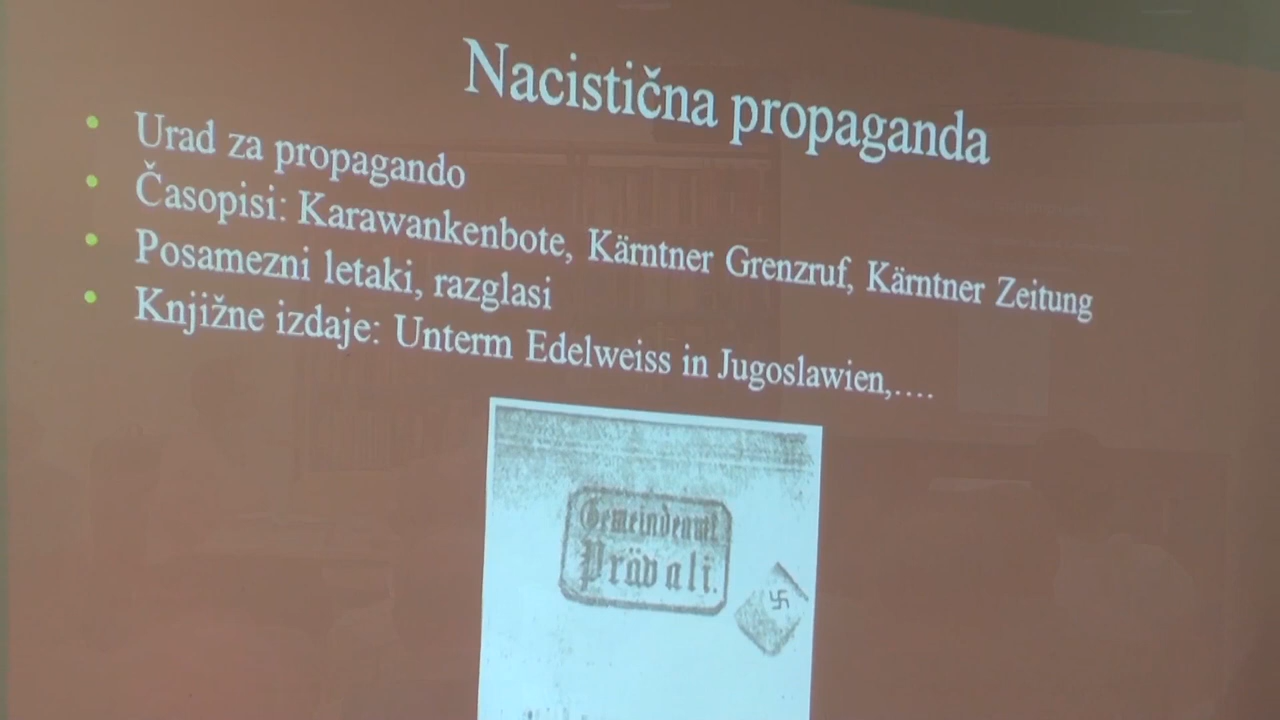 Nacistična propaganda
• Urad za propagando
• Časopisi: Karawankenbote, Kärntner Grenzruf, Kärntner Zeitung
• Posamezni letaki, razglasi
• Knjižne izdaje: Unterm Edelweiss in Jugoslawien,....
Gemeindeamt
Prävali.